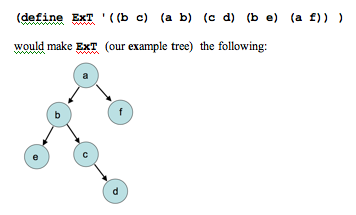 (define ExT '((b c) (a b) (c d) (b e) (a f)) )
would make ExT (our example tree) the following:
a
b f
e c
d